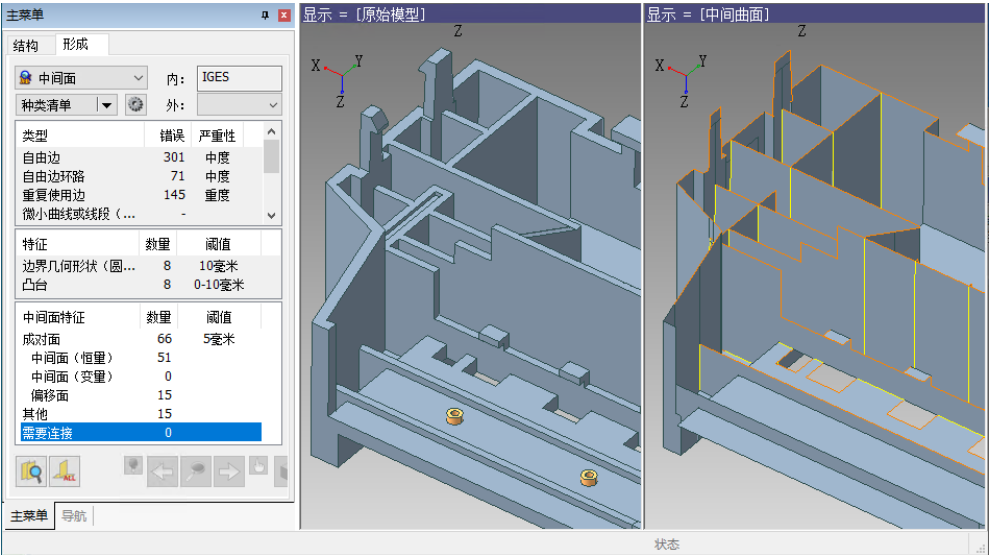 主菜单
结构 形成
中间面 内: IGES
种类清单 外:
类型 错误 严重性
自由边 301 中度
自由边环路 71 中度
重复使用边 145 重度
微小曲线或线段 (... -
特征 数量 阈值
边界几何形状 (圆... 8 10毫米
凸台 8 0-10毫米
中间面特征 数量 阈值
成对面 66 5毫米
中间面 (恒量) 51
中间面 (变量) 0
偏移面 15
其他 15
需要连接 0
ALL
主菜单 导航
显示 = [原始模型]
Z
X Y
Z
显示 = [中间曲面]
Z
X Y
Z
状态